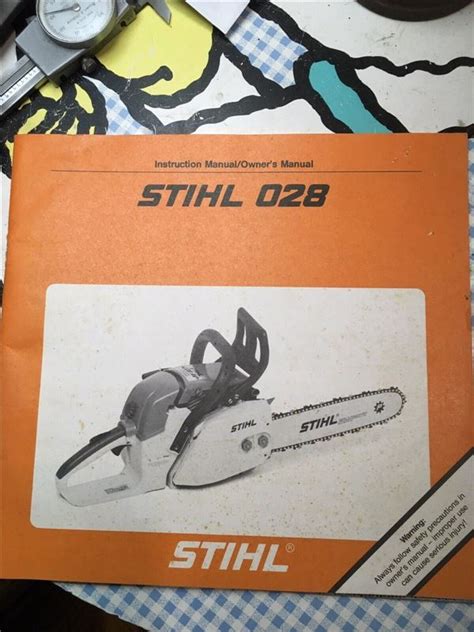 Instruction Manual/Owner's Manual
STIHL 028
STIHL
STIHL
STIHL®
Warning:
Always follow safety precautions in
owner's manual – improper use
can cause serious injury!